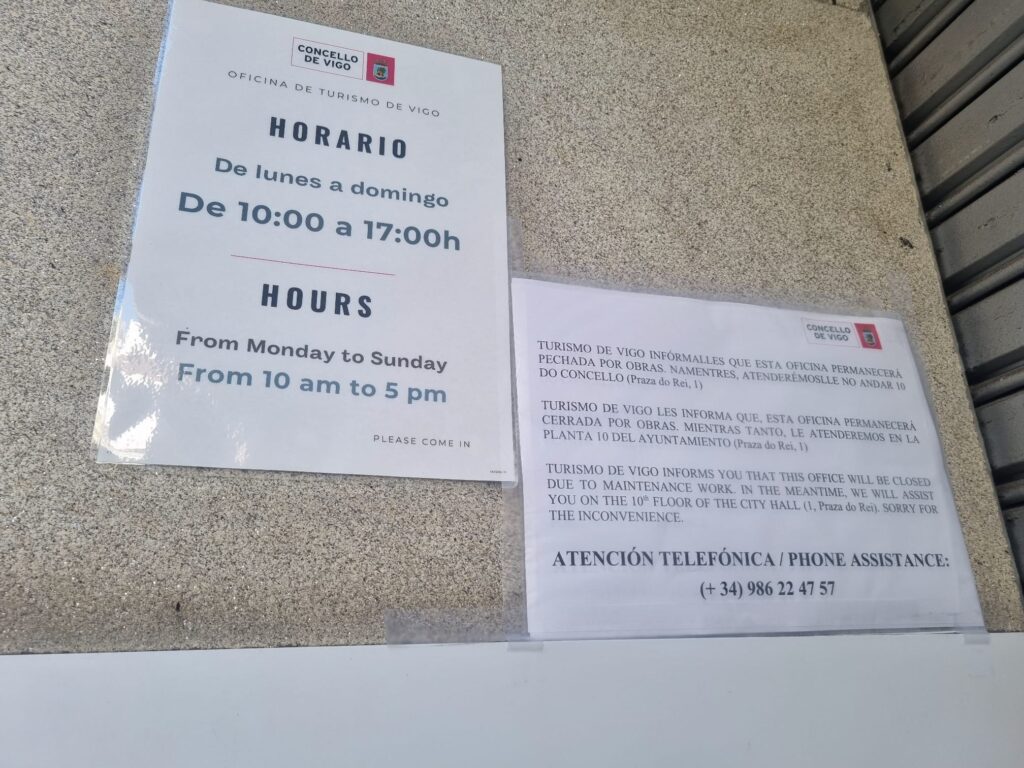 CONCELLO
DE VIGO
OFICINA DE TURISMO DE VIGO
HORARIO
De lunes a domingo
De 10:00 a 17:00h
HOURS
From Monday to Sunday
From 10 am to 5 pm
PLEASE COME IN
CONCELLO
DE VIGO
TURISMO DE VIGO INFÓRMALLES QUE ESTA OFICINA PERMANECERÁ
PECHADA POR OBRAS. NAMENTRES, ATENDERÉMOSLLE NO ANDAR 10
DO CONCELLO (Praza do Rei, 1)
TURISMO DE VIGO LES INFORMA QUE, ESTA OFICINA PERMANECERÁ
CERRADA POR OBRAS. MIENTRAS TANTO, LE ATENDEREMOS EN LA
PLANTA 10 DEL AYUNTAMIENTO (Praza do Rei, 1)
TURISMO DE VIGO INFORMS YOU THAT THIS OFFICE WILL BE CLOSED
DUE TO MAINTENANCE WORK. IN THE MEANTIME, WE WILL ASSIST
YOU ON THE 10th FLOOR OF THE CITY HALL (1, Praza do Rei). SORRY FOR
THE INCONVENIENCE.
ATENCIÓN TELEFÓNICA / PHONE ASSISTANCE:
(+ 34) 986 22 47 57